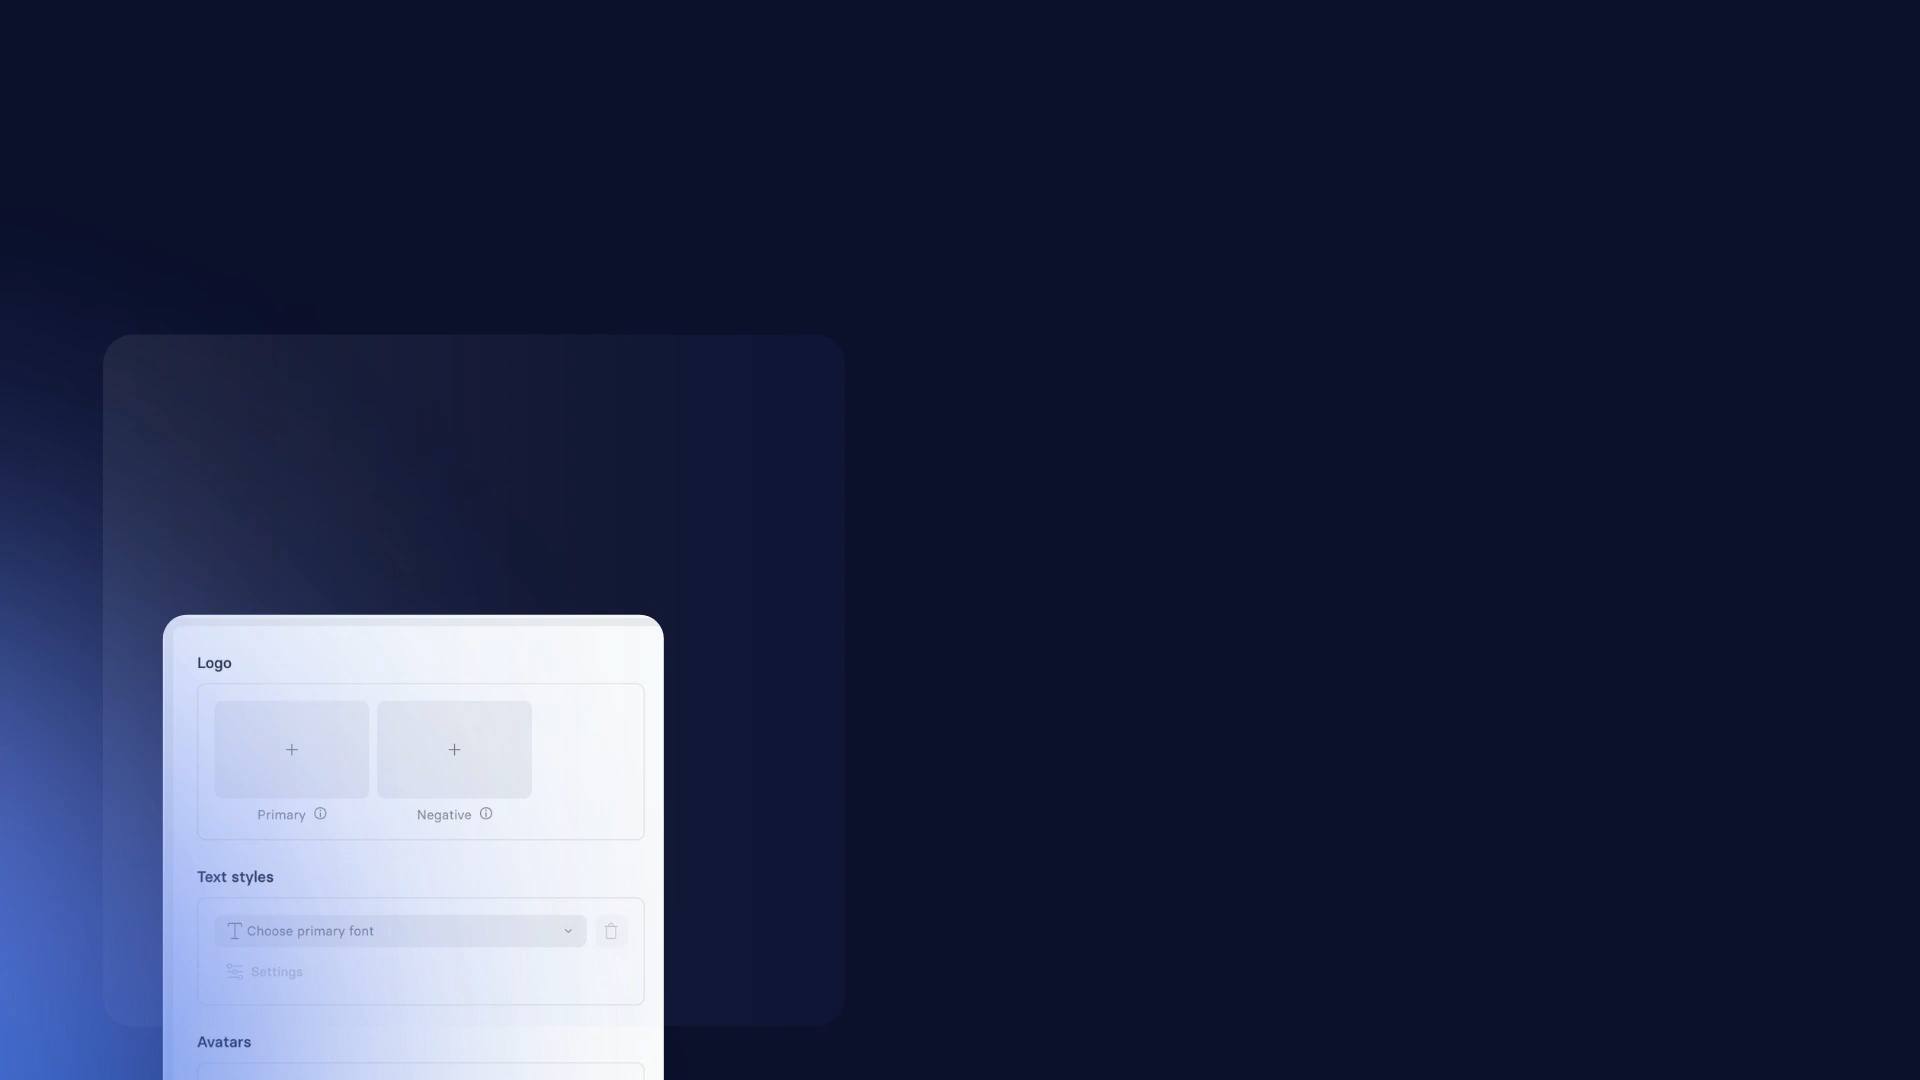 Logo
Primary
Negative
Text styles
Choose primary font
Settings
Avatars